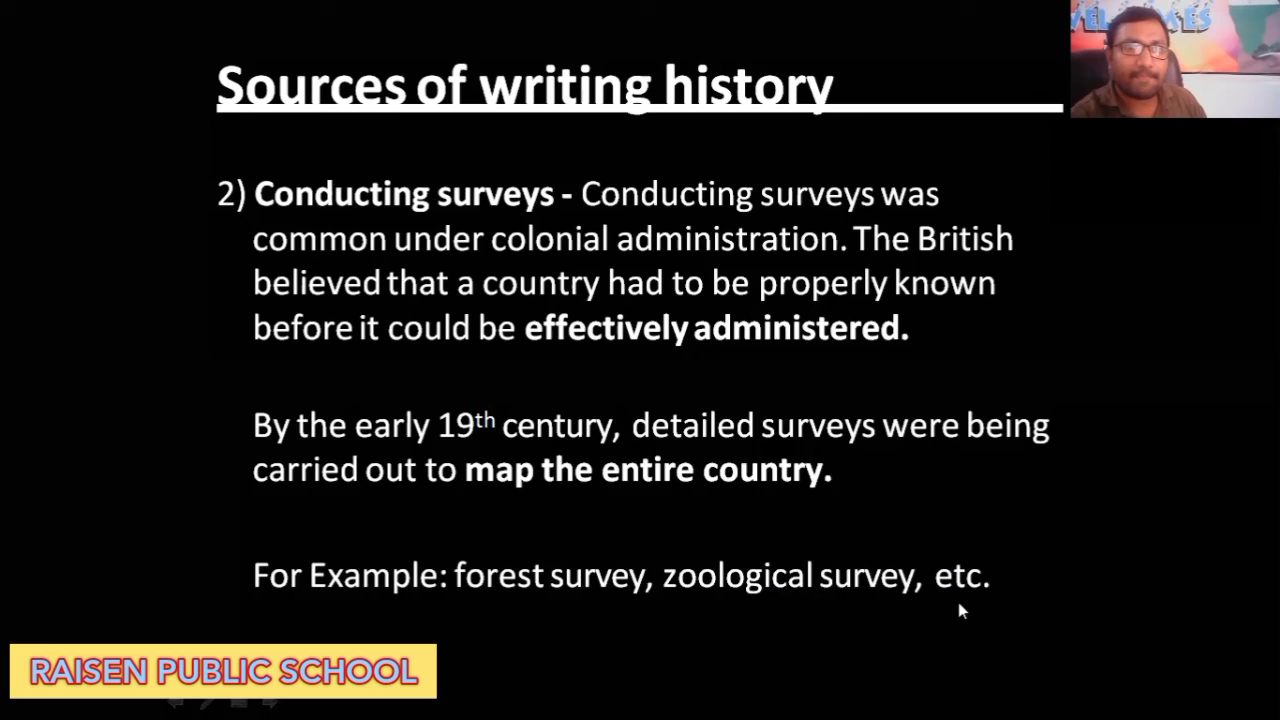 Sources of writing history
2) Conducting surveys - Conducting surveys was
common under colonial administration. The British
believed that a country had to be properly known
before it could be effectively administered.
By the early 19th century, detailed surveys were being
carried out to map the entire country.
For Example: forest survey, zoological survey, etc.
RAISEN PUBLIC SCHOOL